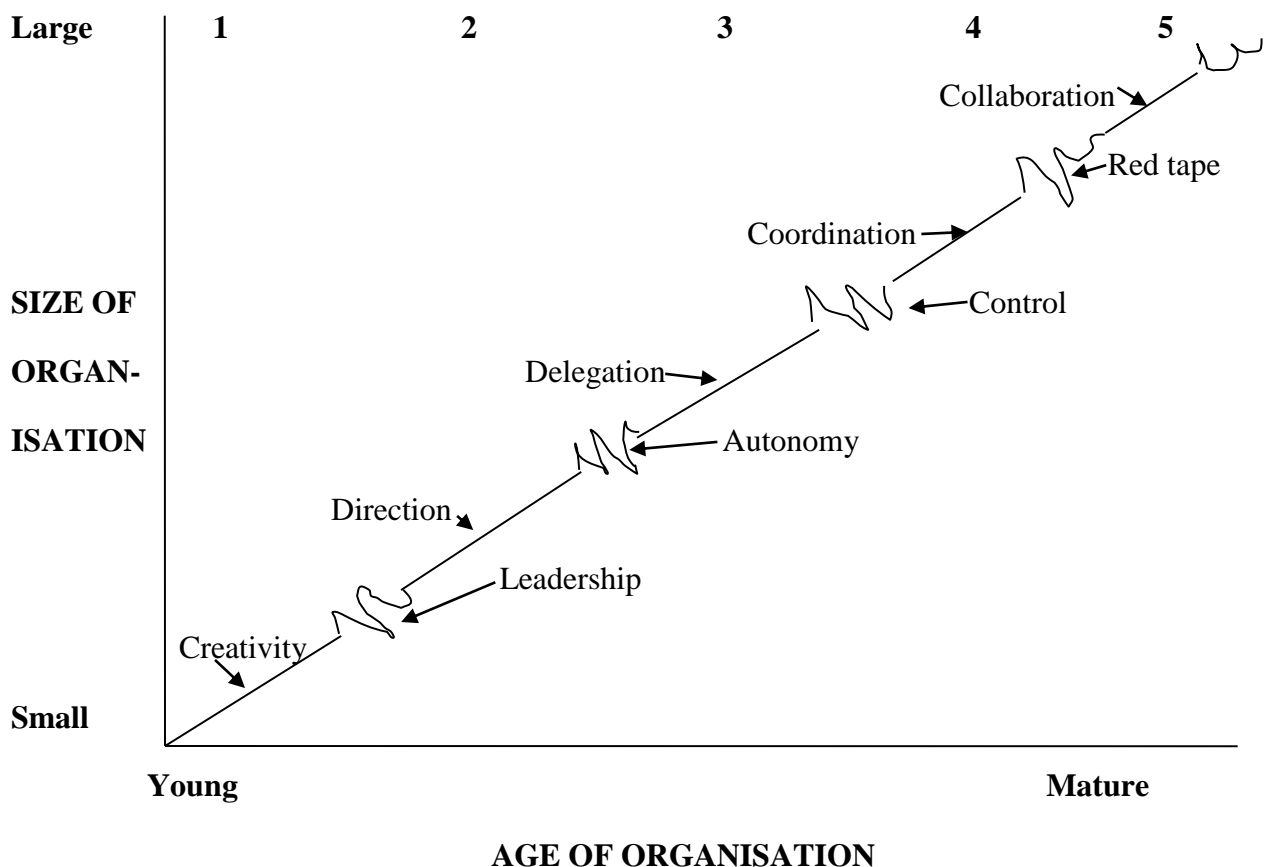 Large 1 2 3 4 5
Collaboration
Red tape
Coordination
SIZE OF
Control
ORGAN-
Delegation
ISATION
Autonomy
Direction
Leadership
Creativity
Small
Young Mature
AGE OF ORGANISATION